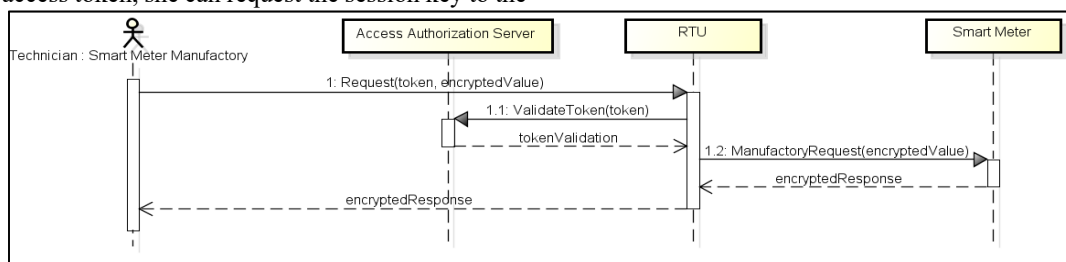 access token, she can request the session key to the
Technician : Smart Meter Manufactory
Access Authorization Server
RTU
Smart Meter
1: Request(token, encryptedValue)
1.1: ValidateToken(token)
tokenValidation
1.2: ManufactoryRequest(encryptedValue)
encryptedResponse
encryptedResponse